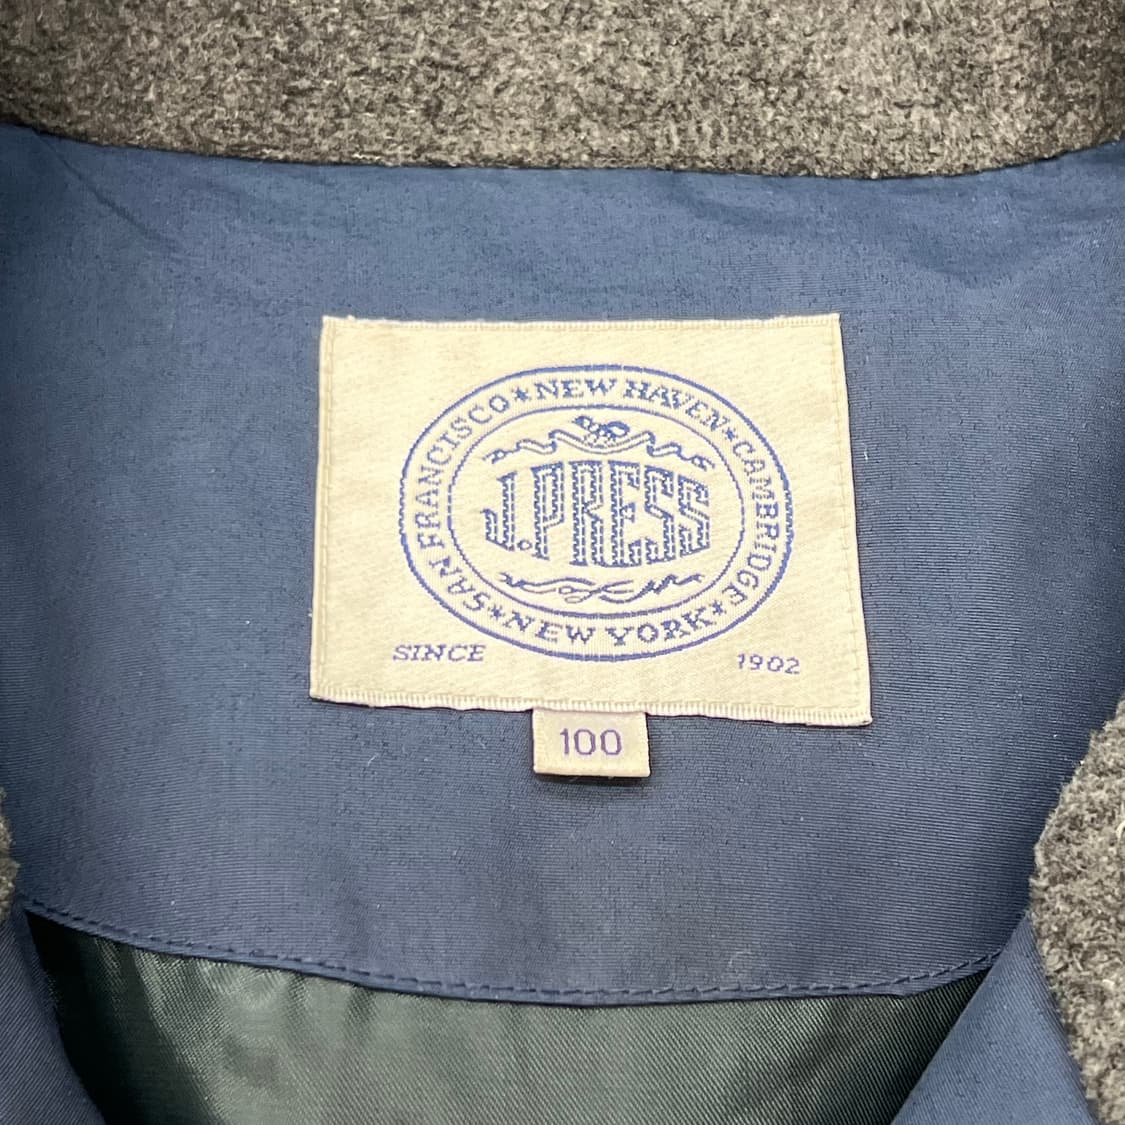 SAN FRANCISCO★NEW HAVEN★CAMBRIDGE★NEW YORK★
J.PRESS
SINCE 1902
100